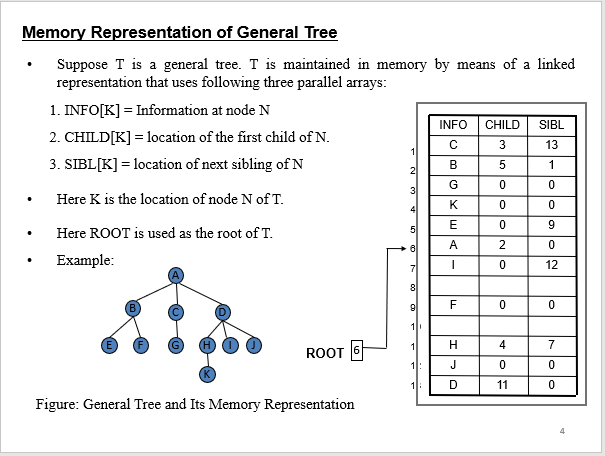 Memory Representation of General Tree
• Suppose T is a general tree. T is maintained in memory by means of a linked
representation that uses following three parallel arrays:
1. INFO[K] = Information at node N
2. CHILD[K] = location of the first child of N.
3. SIBL[K] = location of next sibling of N
• Here K is the location of node N of T.
• Here ROOT is used as the root of T.
• Example:
A
B C D
E F G H I J
K
ROOT 6
INFO CHILD SIBL
1 C 3 13
2 B 5 1
3 G 0 0
4 K 0 0
5 E 0 9
6 A 2 0
7 I 0 12
8
9 F 0 0
1
1 H 4 7
1 J 0 0
1 D 11 0
Figure: General Tree and Its Memory Representation
4